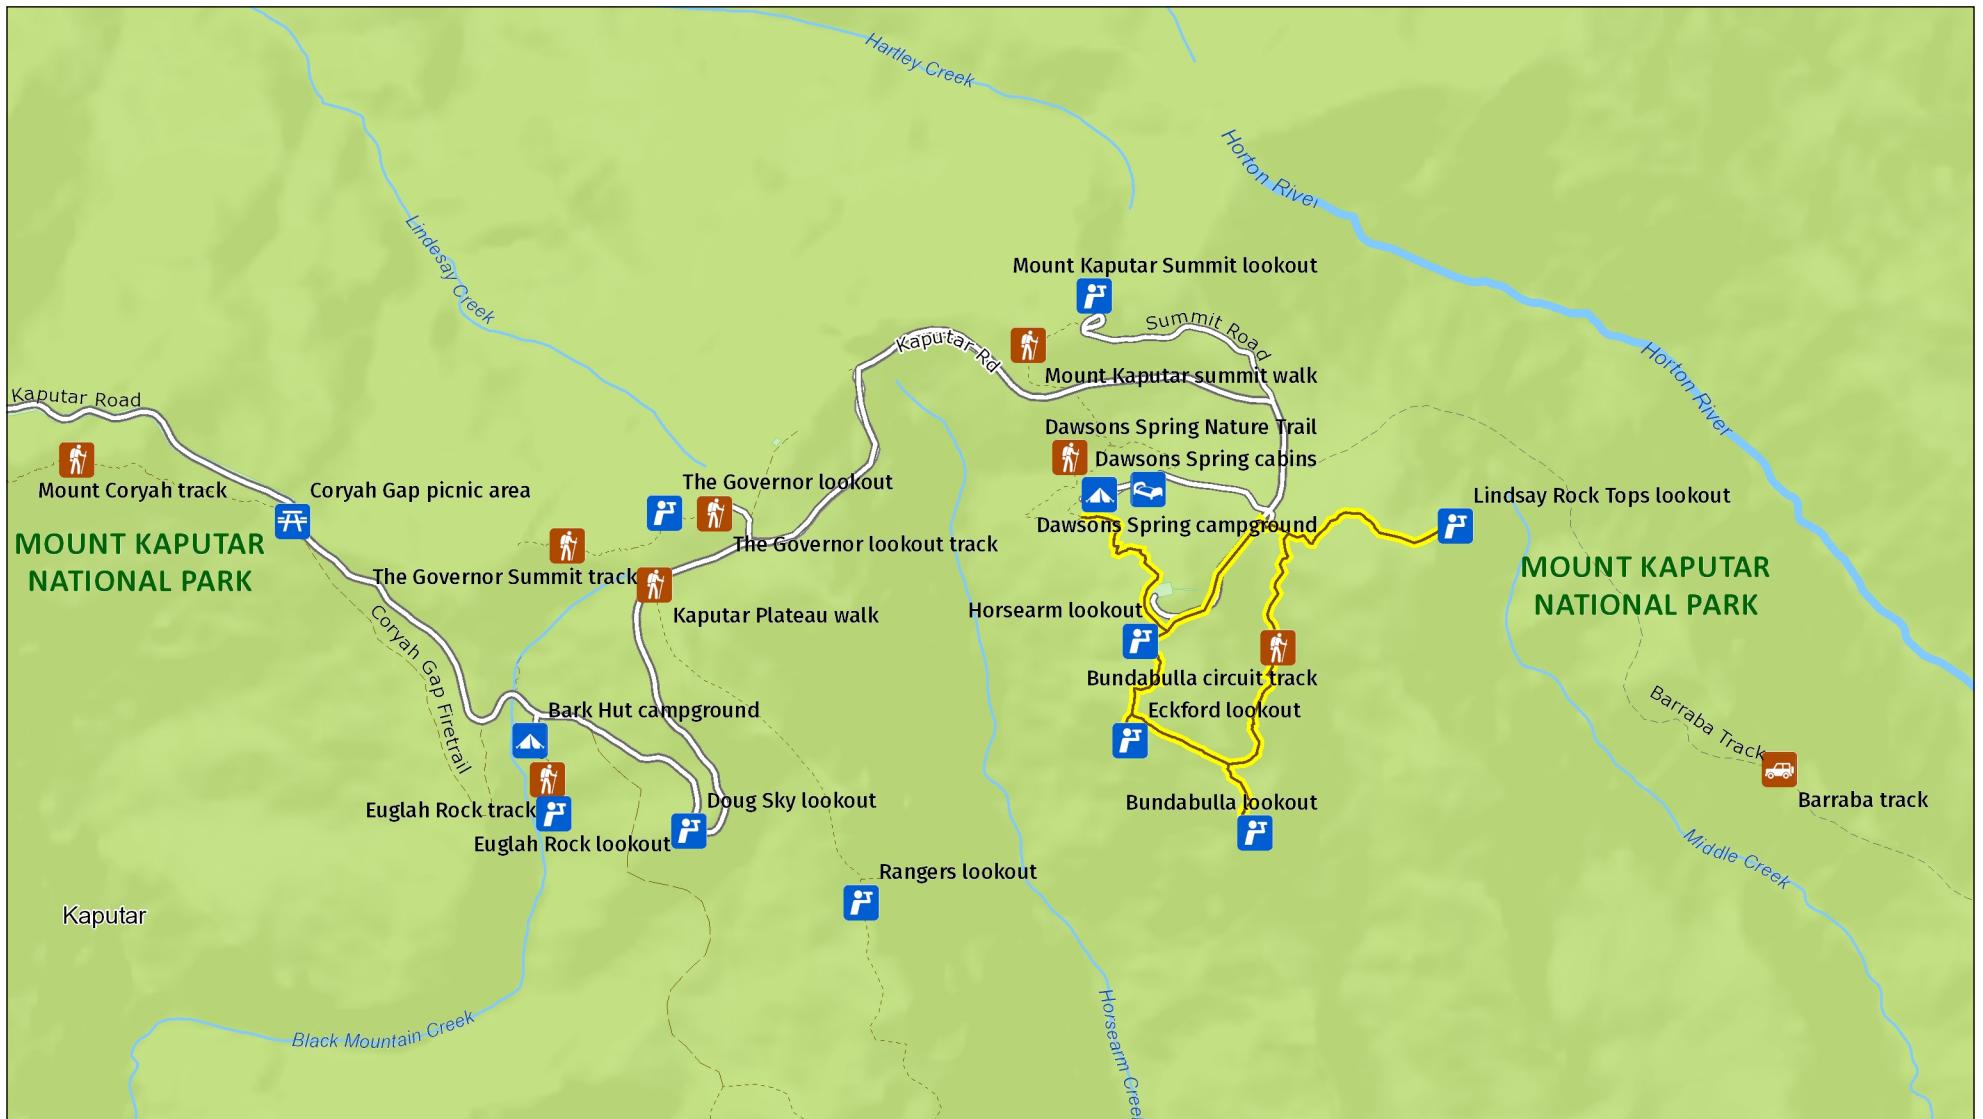 Hartley Creek
Horton River
Lindesay Creek
Mount Kaputar Summit lookout
Summit Road
Kaputar Rd
Horton River
Mount Kaputar summit walk
Kaputar Road
Dawsons Spring Nature Trail
Dawsons Spring cabins
Mount Coryah track
Coryah Gap picnic area
The Governor lookout
Lindsay Rock Tops lookout
Dawsons Spring campground
MOUNT KAPUTAR
NATIONAL PARK
The Governor lookout track
The Governor Summit track
MOUNT KAPUTAR
NATIONAL PARK
Kaputar Plateau walk
Horsearm lookout
Coryah Gap Firetrail
Bundabulla circuit track
Bark Hut campground
Eckford lookout
Barraba Track
Euglah Rock track
Doug Sky lookout
Bundabulla lookout
Barraba track
Euglah Rock lookout
Middle Creek
Rangers lookout
Kaputar
Black Mountain Creek
Horsearm Creek